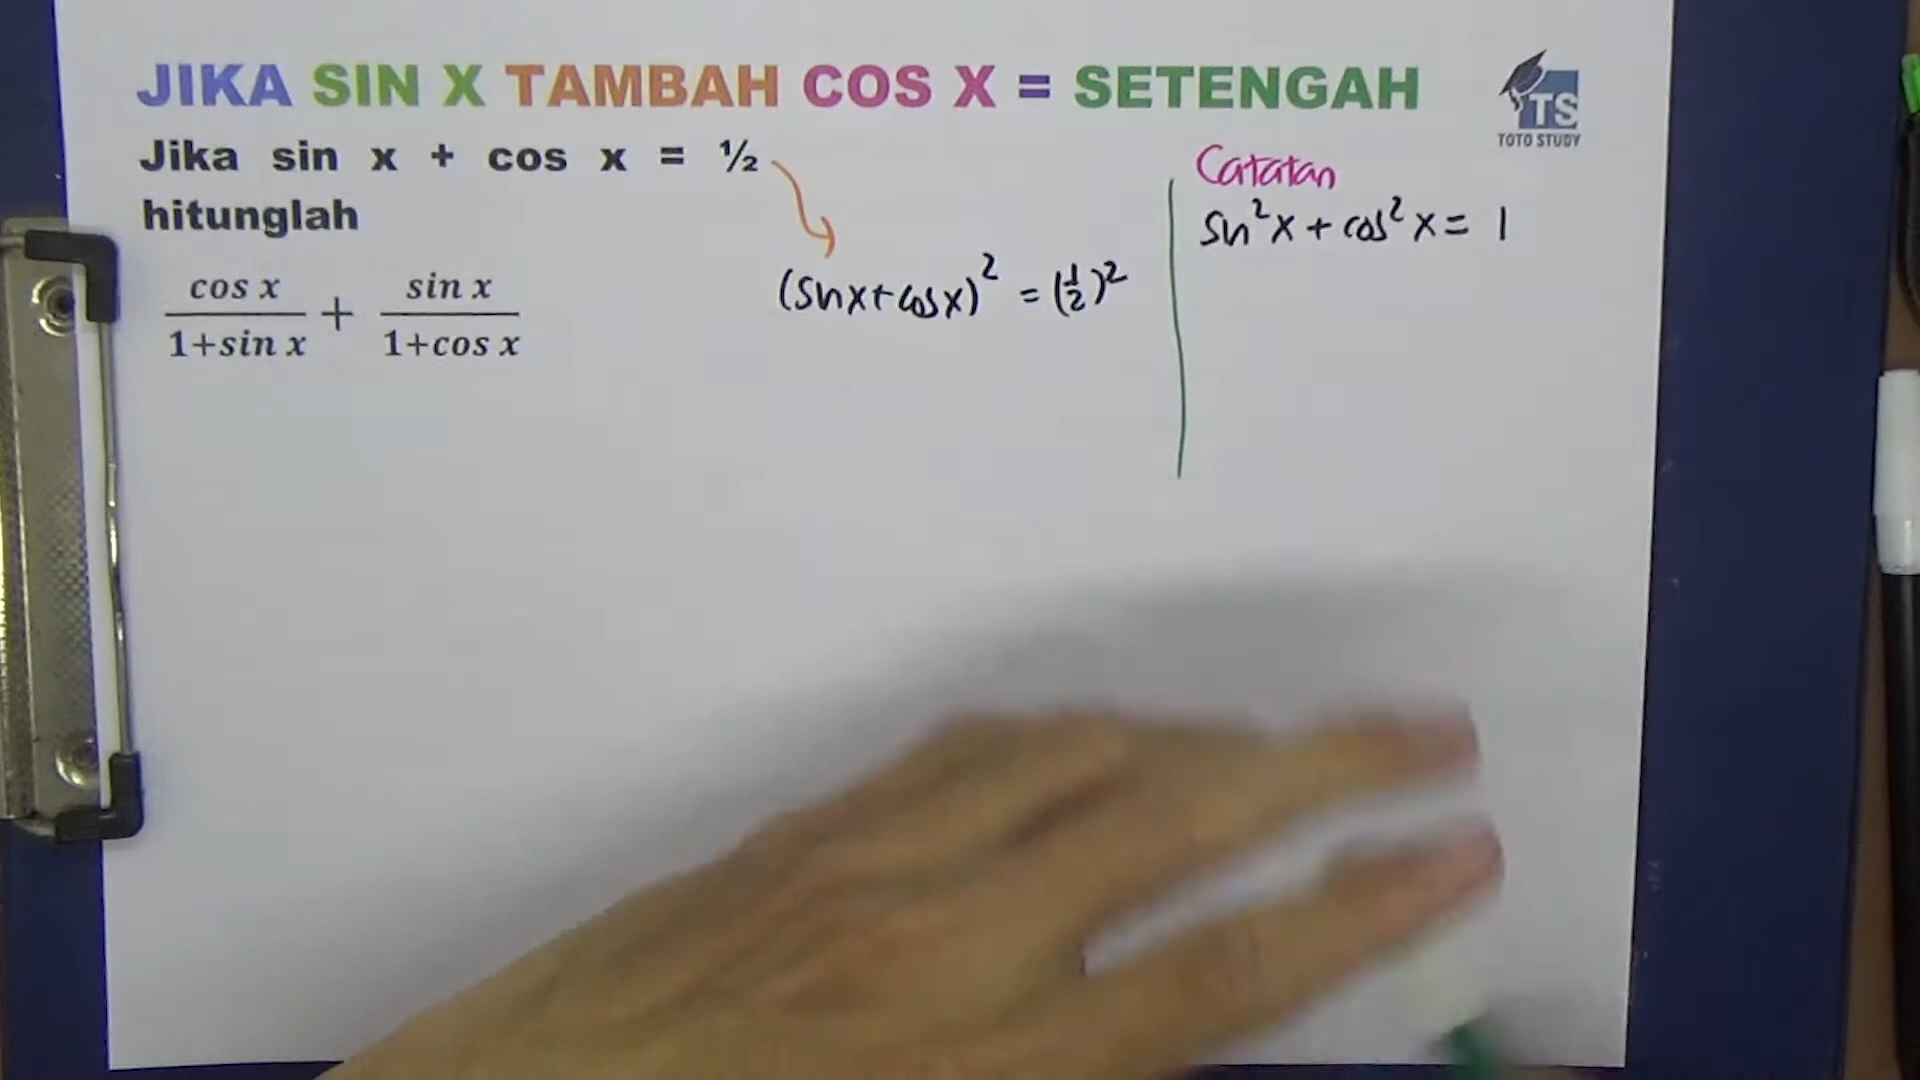 JIKA SIN X TAMBAH COS X = SETENGAH
TS
TOTO STUDY
Jika sin x + cos x = ½
hitunglah
cos x / 1+sin x + sin x / 1+cos x
(sin x + cos x)² = (½)²
Catatan
sin²x + cos²x = 1